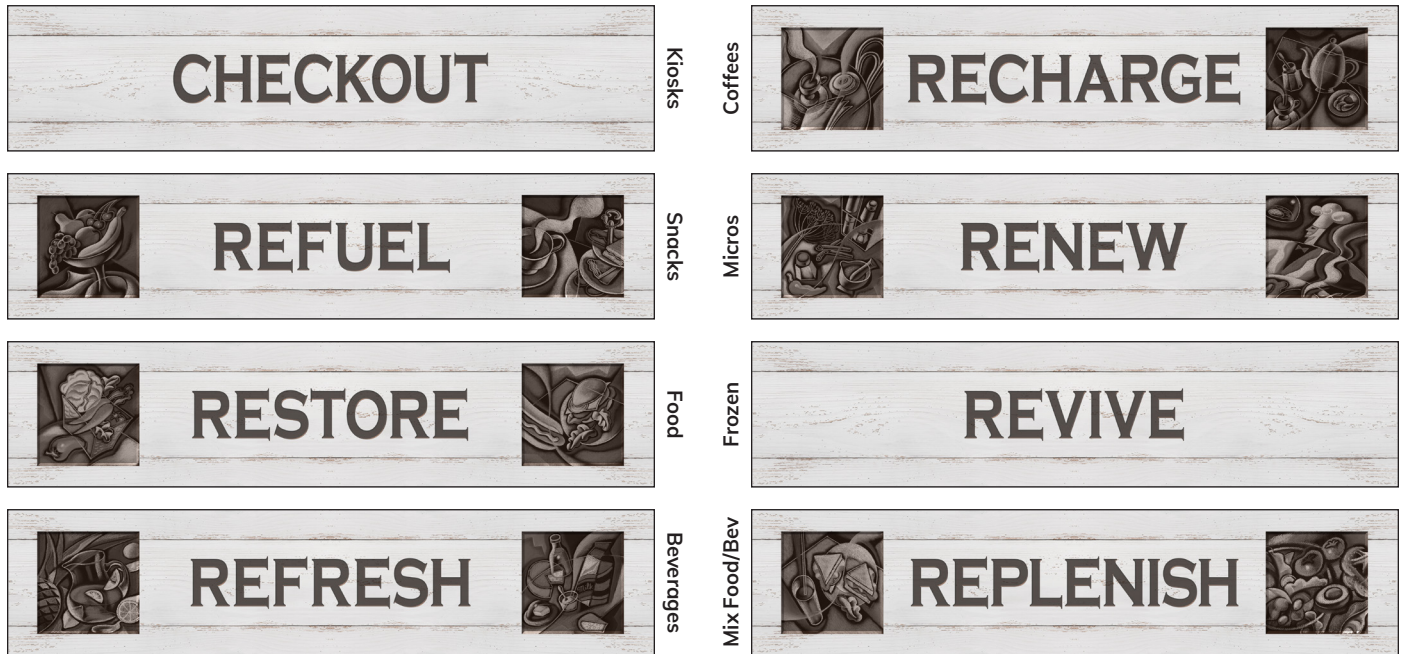 CHECKOUT
Kiosks
Coffees
RECHARGE
REFUEL
Snacks
Micros
RENEW
RESTORE
Food
Frozen
REVIVE
REFRESH
Beverages
Mix Food/Bev
REPLENISH